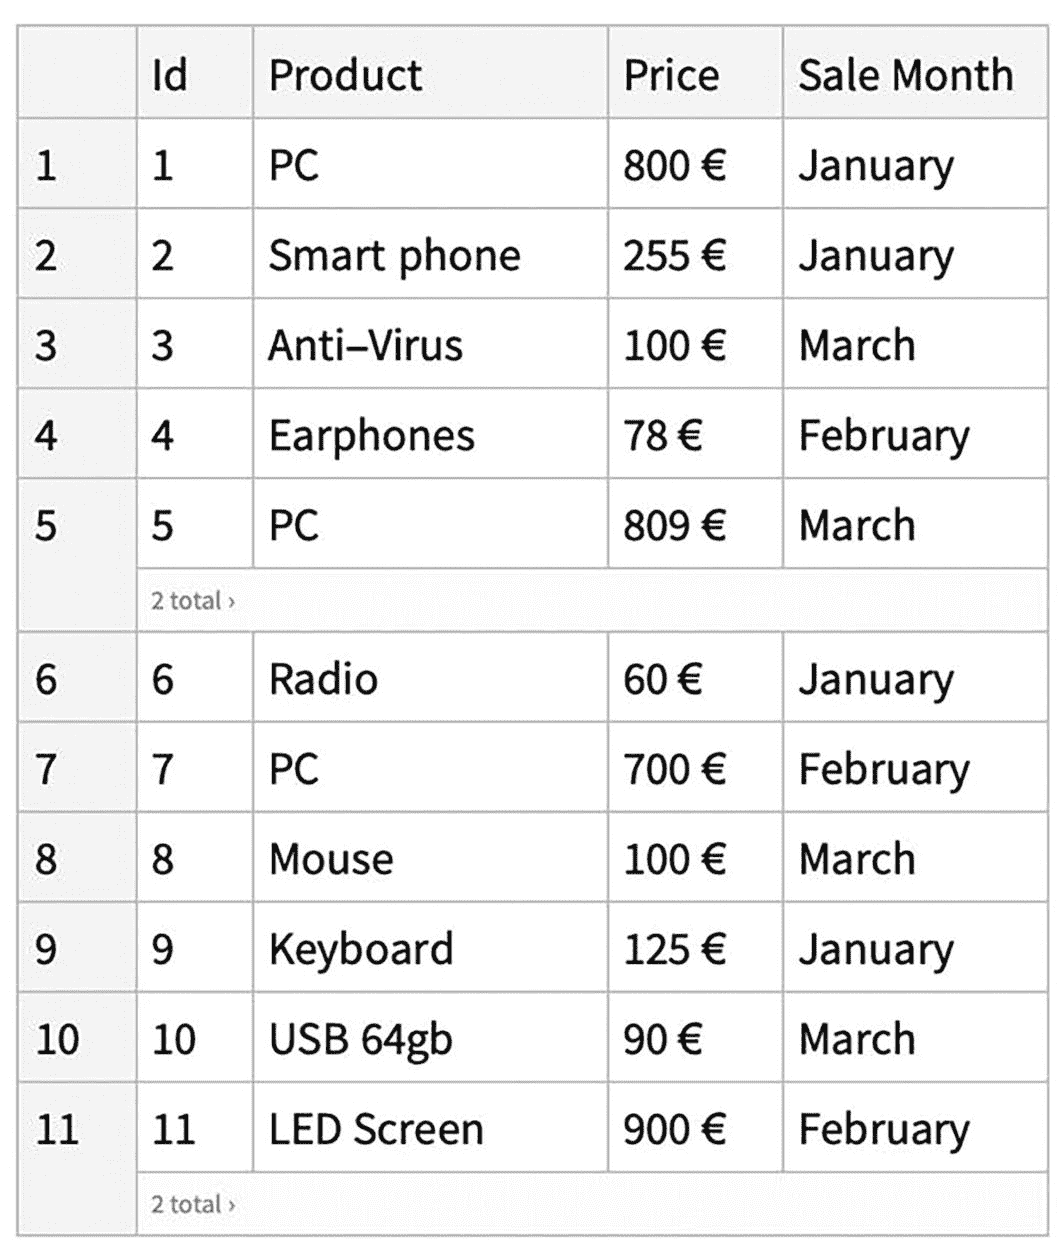 Id Product Price Sale Month
1 1 PC 800 € January
2 2 Smart phone 255 € January
3 3 Anti–Virus 100 € March
4 4 Earphones 78 € February
5 5 PC 809 € March
2 total ›
6 6 Radio 60 € January
7 7 PC 700 € February
8 8 Mouse 100 € March
9 9 Keyboard 125 € January
10 10 USB 64gb 90 € March
11 11 LED Screen 900 € February
2 total ›